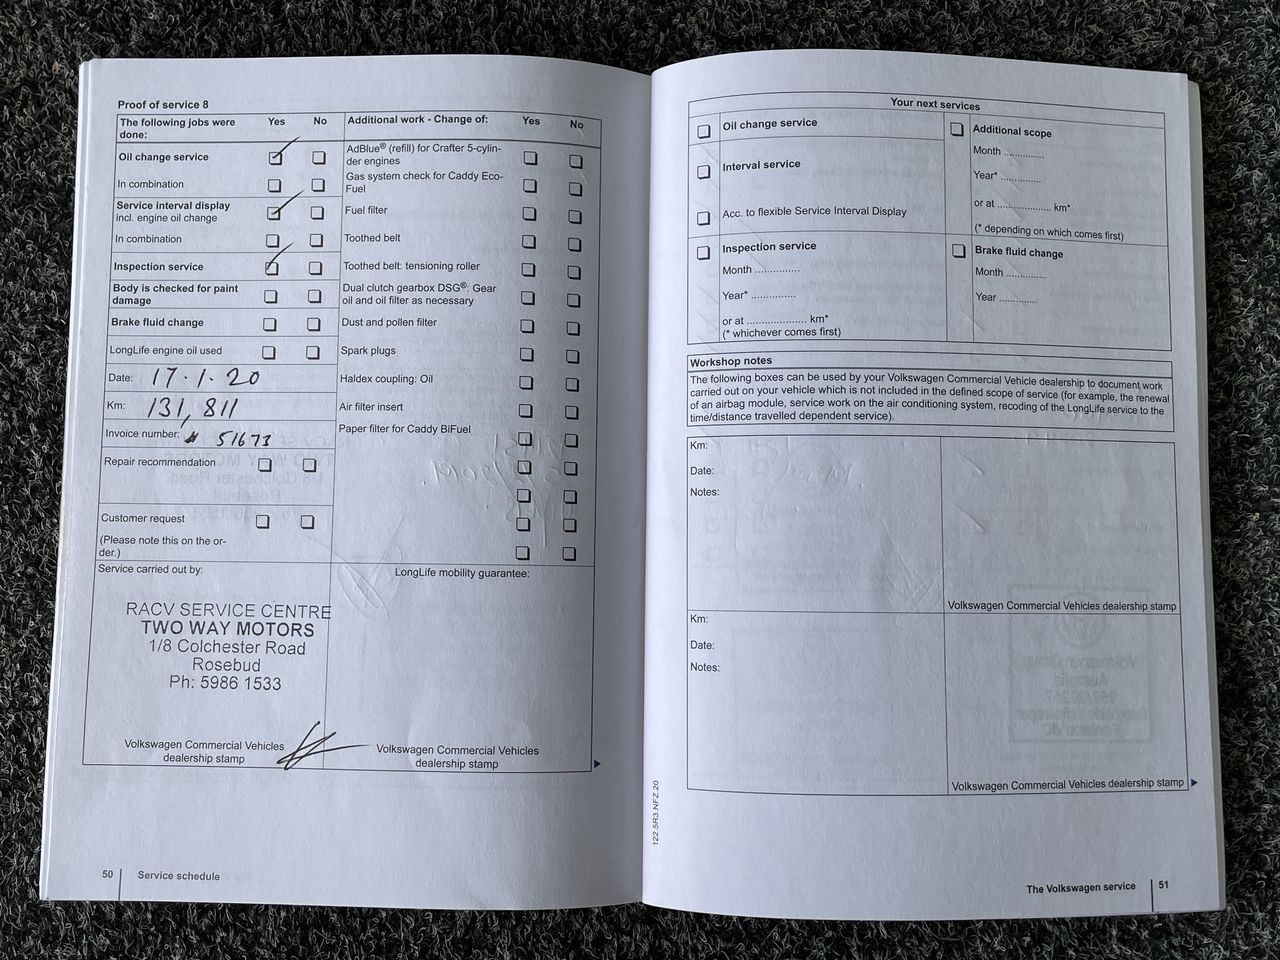 Proof of service 8
The following jobs were done: Yes No
Oil change service
In combination
Service interval display
incl. engine oil change
In combination
Inspection service
Body is checked for paint
damage
Brake fluid change
LongLife engine oil used
Date: 17.1.20
Km: 131,811
Invoice number: # 51673
Repair recommendation
Customer request
(Please note this on the or-
der.)
Additional work - Change of: Yes No
AdBlue® (refill) for Crafter 5-cylin-
der engines
Gas system check for Caddy Eco-
Fuel
Fuel filter
Toothed belt
Toothed belt: tensioning roller
Dual clutch gearbox DSG®: Gear
oil and oil filter as necessary
Dust and pollen filter
Spark plugs
Haldex coupling: Oil
Air filter insert
Paper filter for Caddy BiFuel
Service carried out by:
RACV SERVICE CENTRE
TWO WAY MOTORS
1/8 Colchester Road
Rosebud
Ph: 5986 1533
Volkswagen Commercial Vehicles
dealership stamp
LongLife mobility guarantee:
Volkswagen Commercial Vehicles
dealership stamp
50 Service schedule
Your next services
Oil change service
Interval service
Acc. to flexible Service Interval Display
Inspection service
Month ...............
Year* ...............
or at .................... km*
(* whichever comes first)
Additional scope
Month .............
Year* .............
or at .................. km*
(* depending on which comes first)
Brake fluid change
Month .............
Year .............
Workshop notes
The following boxes can be used by your Volkswagen Commercial Vehicle dealership to document work
carried out on your vehicle which is not included in the defined scope of service (for example, the renewal
of an airbag module, service work on the air conditioning system, recoding of the LongLife service to the
time/distance travelled dependent service).
Km:
Date:
Notes:
Volkswagen Commercial Vehicles dealership stamp
Km:
Date:
Notes:
Volkswagen Commercial Vehicles dealership stamp
122.5R3.NFZ.20
The Volkswagen service 51